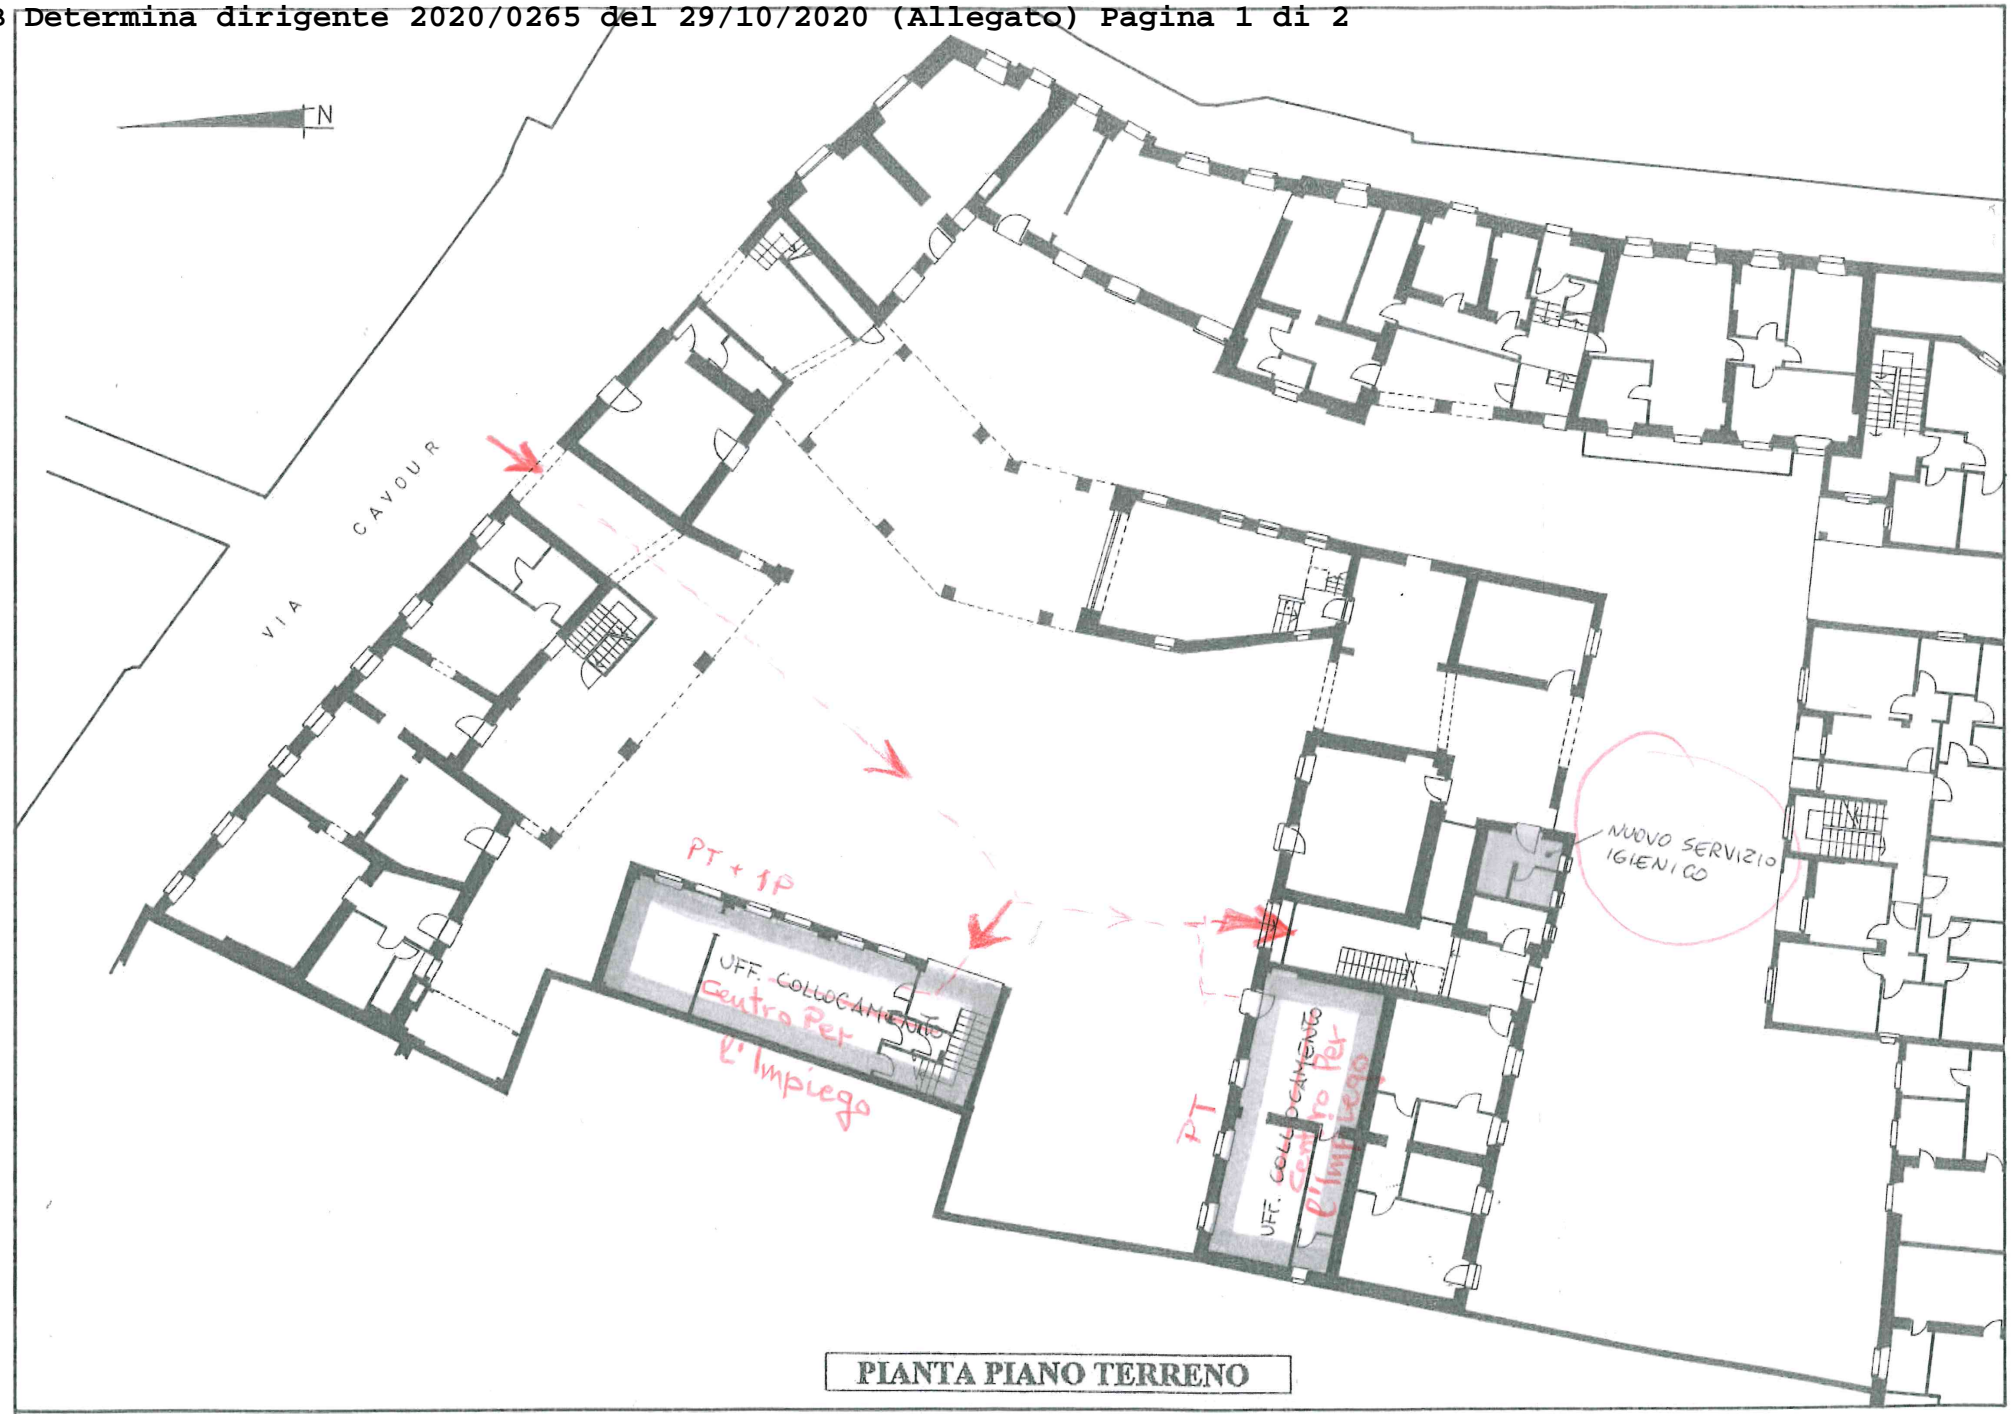 Determina dirigente 2020/0265 del 29/10/2020 (Allegato) Pagina 1 di 2
N
VIA CAVOUR
PT + 1P
UFF. COLLOCAMENTO
Centro Per
l'Impiego
NUOVO SERVIZIO
IGIENICO
PT
UFF. COLLOCAMENTO
Centro Per
l'Impiego
PIANTA PIANO TERRENO